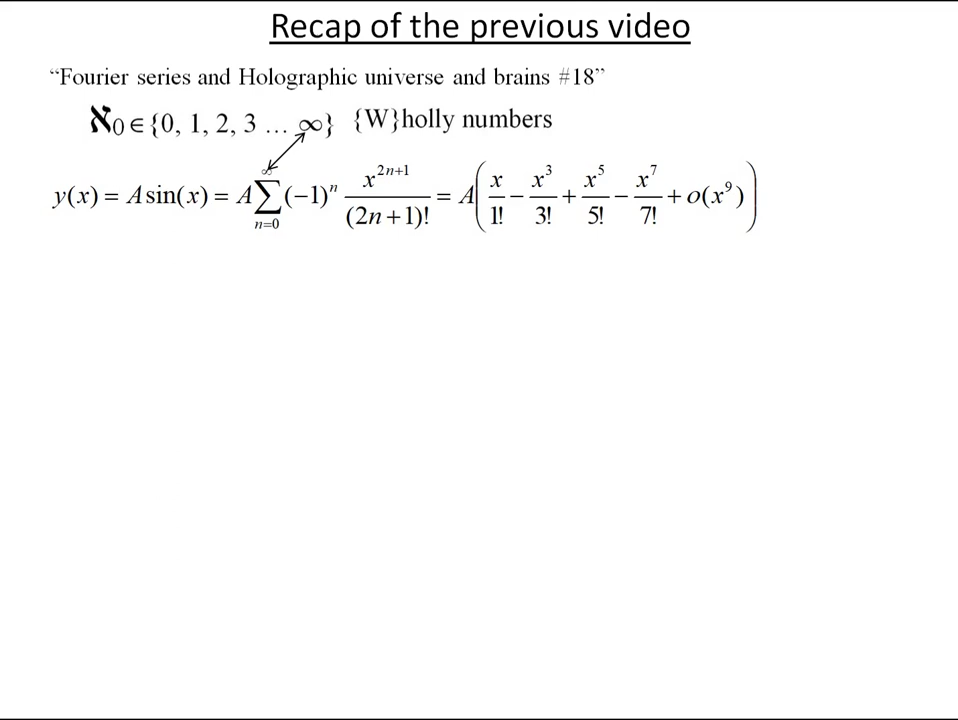 Recap of the previous video
“Fourier series and Holographic universe and brains #18”
ℵ0 ∈ {0, 1, 2, 3 ... ∞} {W}holly numbers
y(x) = A sin(x) = A ∑_{n=0}^{∞} (−1)^n x^{2n+1}/(2n+1)! = A( x/1! − x^3/3! + x^5/5! − x^7/7! + o(x^9) )